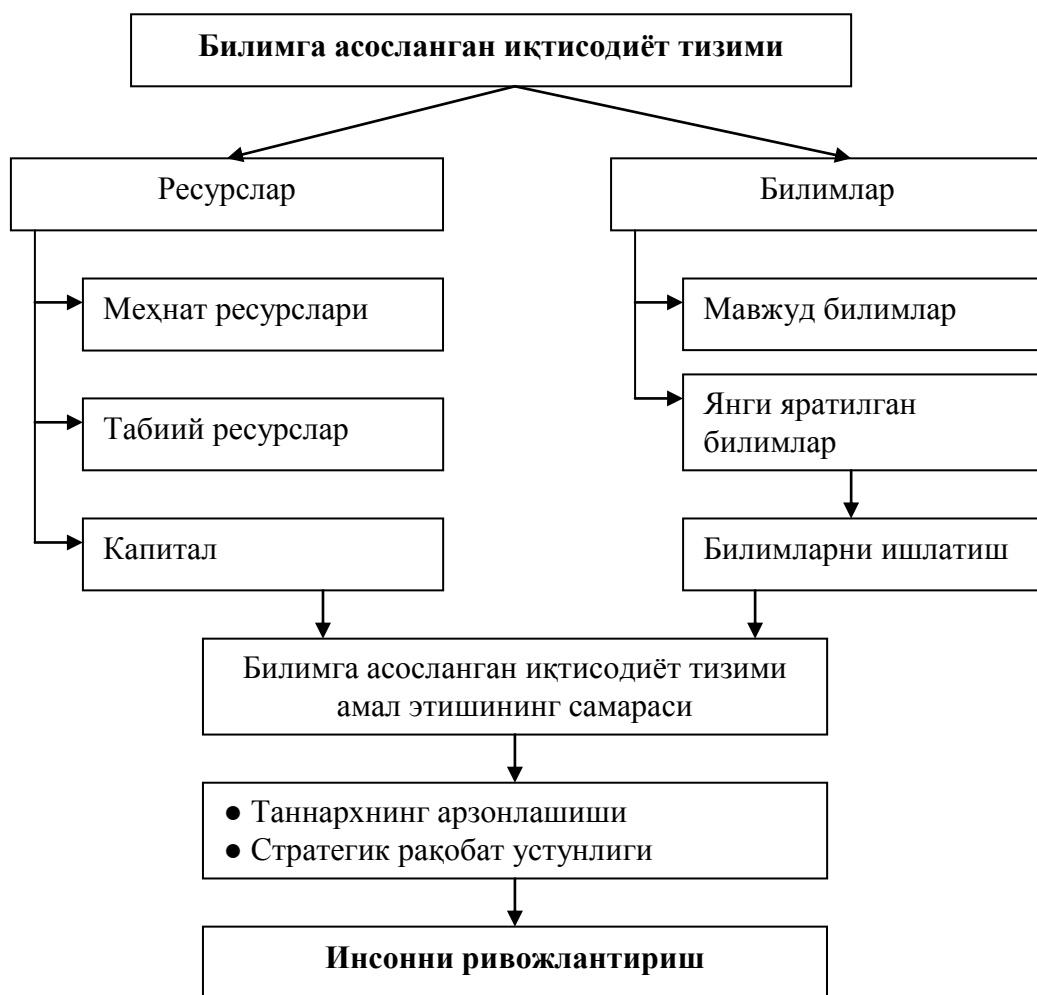 Билимга асосланган иқтисодиёт тизими
Ресурслар
Билимлар
Меҳнат ресурслари
Мавжуд билимлар
Табиий ресурслар
Янги яратилган
билимлар
Капитал
Билимларни ишлатиш
Билимга асосланган иқтисодиёт тизими
амал этишининг самараси
● Таннархнинг арзонлашиши
● Стратегик рақобат устунлиги
Инсонни ривожлантириш